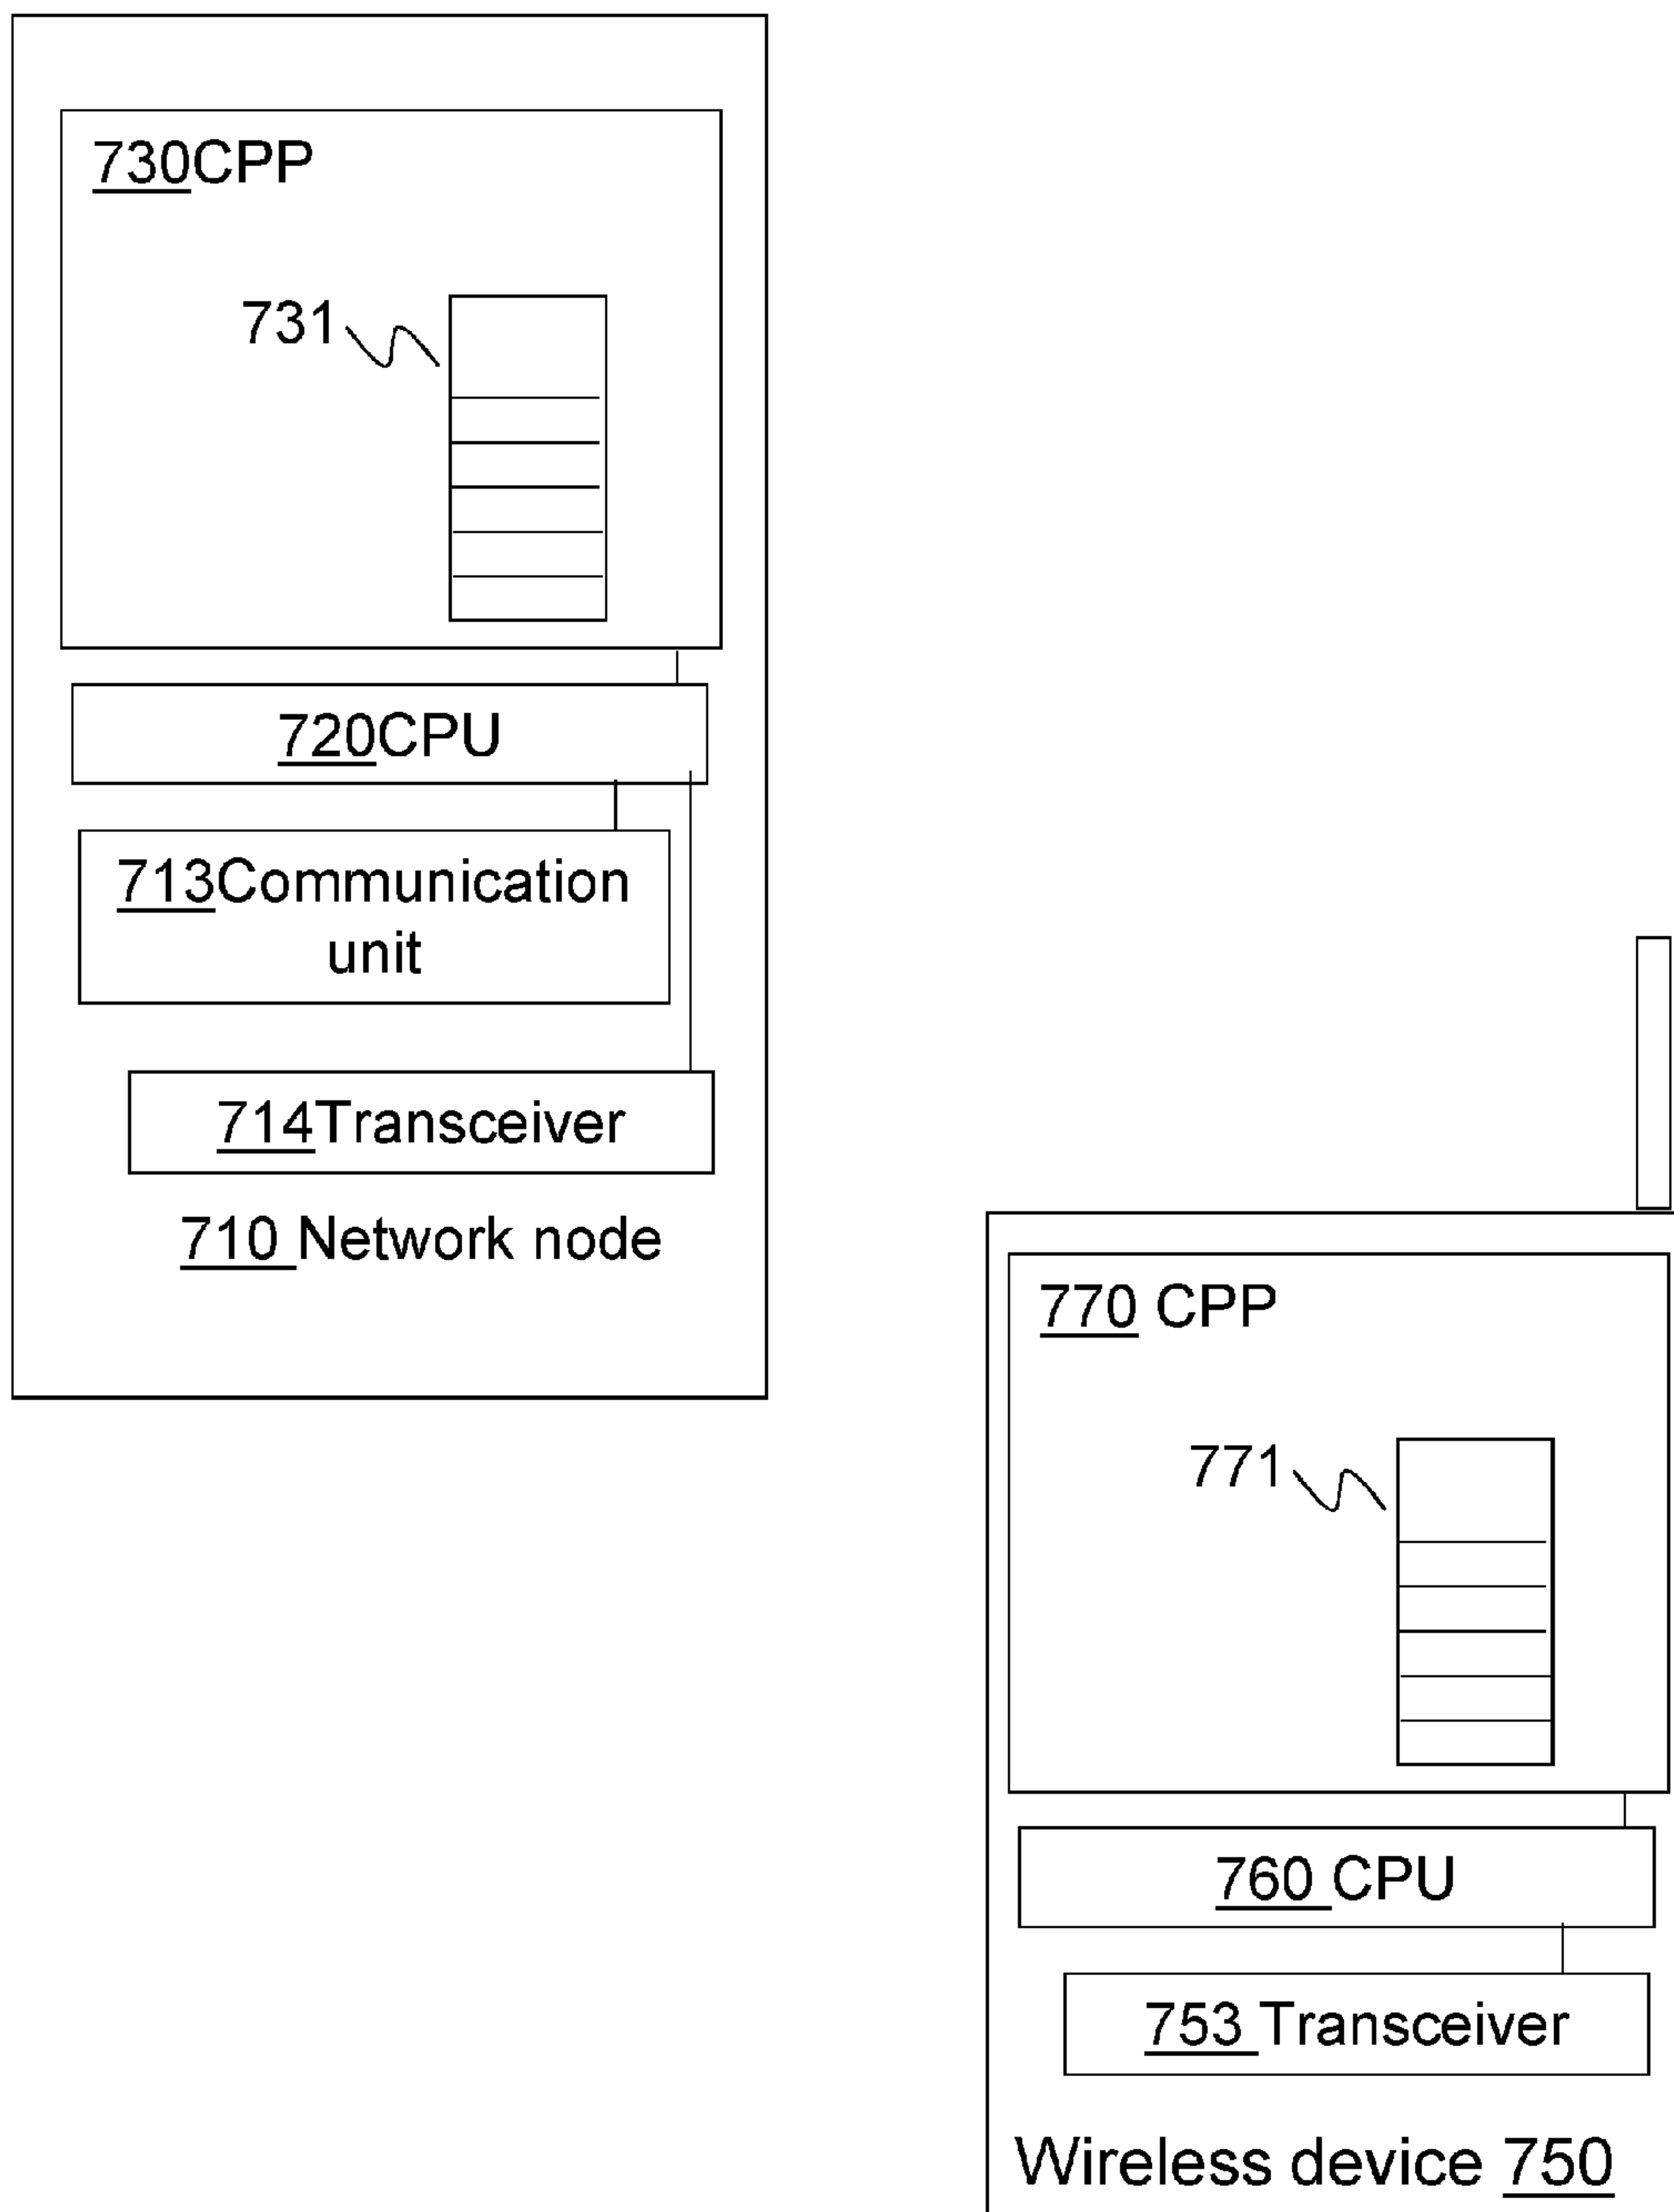 730CPP
731
720CPU
713Communication
unit
714Transceiver
710 Network node
770 CPP
771
760 CPU
753 Transceiver
Wireless device 750